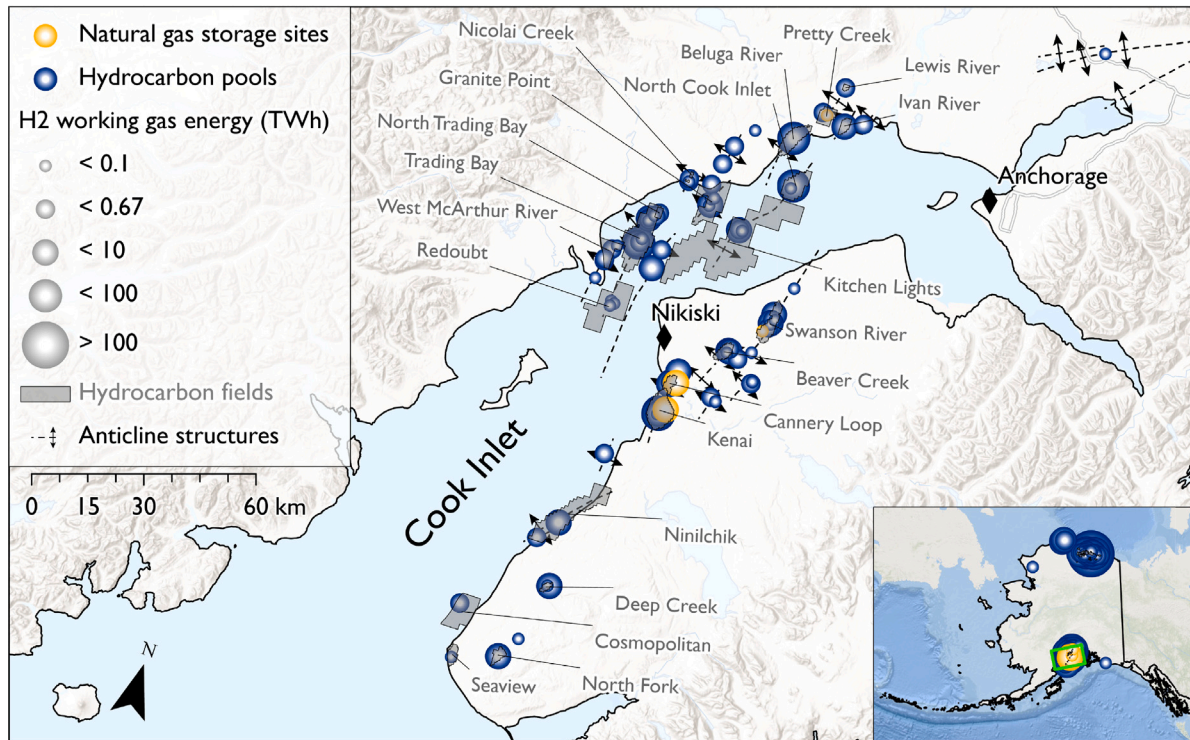 Natural gas storage sites
Hydrocarbon pools
H2 working gas energy (TWh)
< 0.1
< 0.67
< 10
< 100
> 100
Hydrocarbon fields
Anticline structures
0 15 30 60 km
Nicolai Creek
Granite Point
North Trading Bay
Trading Bay
West McArthur River
Redoubt
Pretty Creek
Beluga River
North Cook Inlet
Lewis River
Ivan River
Anchorage
Kitchen Lights
Nikiski
Swanson River
Beaver Creek
Cannery Loop
Kenai
Cook Inlet
Ninilchik
Deep Creek
Cosmopolitan
Seaview
North Fork
N